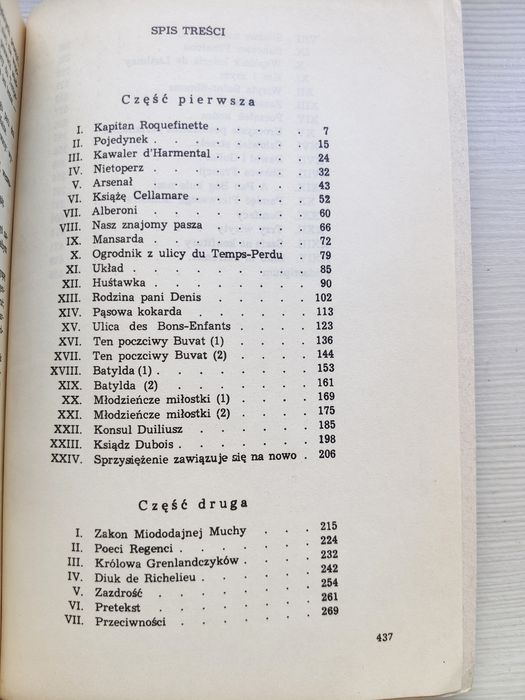 SPIS TREŚCI
Część pierwsza
I. Kapitan Roquefinette . . . . . 7
II. Pojedynek . . . . . . . . 15
III. Kawaler d'Harmental . . . . . 24
IV. Nietoperz . . . . . . . . 32
V. Arsenał . . . . . . . . 43
VI. Książę Cellamare . . . . . . 52
VII. Alberoni . . . . . . . . 60
VIII. Nasz znajomy pasza . . . . . 66
IX. Mansarda . . . . . . . . 72
X. Ogrodnik z ulicy du Temps-Perdu . 79
XI. Układ . . . . . . . . 85
XII. Huśtawka . . . . . . . . 90
XIII. Rodzina pani Denis . . . . . 102
XIV. Pąsowa kokarda . . . . . . 113
XV. Ulica des Bons-Enfants . . . . 123
XVI. Ten poczciwy Buvat (1) . . . . 136
XVII. Ten poczciwy Buvat (2) . . . . 144
XVIII. Batylda (1) . . . . . . . . 153
XIX. Batylda (2) . . . . . . . 161
XX. Młodzieńcze miłostki (1) . . . . 169
XXI. Młodzieńcze miłostki (2) . . . . 175
XXII. Konsul Duiliusz . . . . . . 185
XXIII. Ksiądz Dubois . . . . . . . 198
XXIV. Sprzysiężenie zawiązuje się na nowo . 206
Część druga
I. Zakon Miododajnej Muchy . . . 215
II. Poeci Regenci . . . . . . . 224
III. Królowa Grenlandczyków . . . . 232
IV. Diuk de Richelieu . . . . . . 242
V. Zazdrość . . . . . . . . 254
VI. Pretekst . . . . . . . . 261
VII. Przeciwności . . . . . . . 269
437